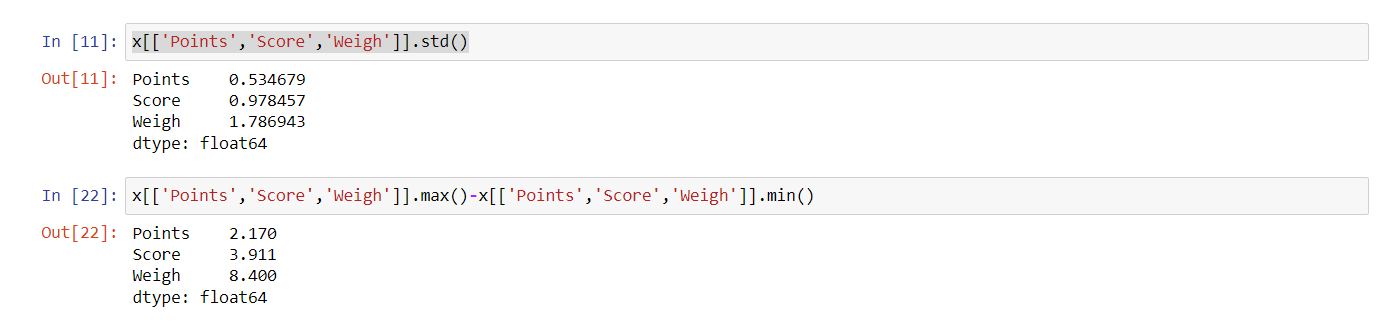 In [11]: x[['Points','Score','Weigh']].std()
Out[11]: Points    0.534679
Score     0.978457
Weigh     1.786943
dtype: float64
In [22]: x[['Points','Score','Weigh']].max()-x[['Points','Score','Weigh']].min()
Out[22]: Points    2.170
Score     3.911
Weigh     8.400
dtype: float64